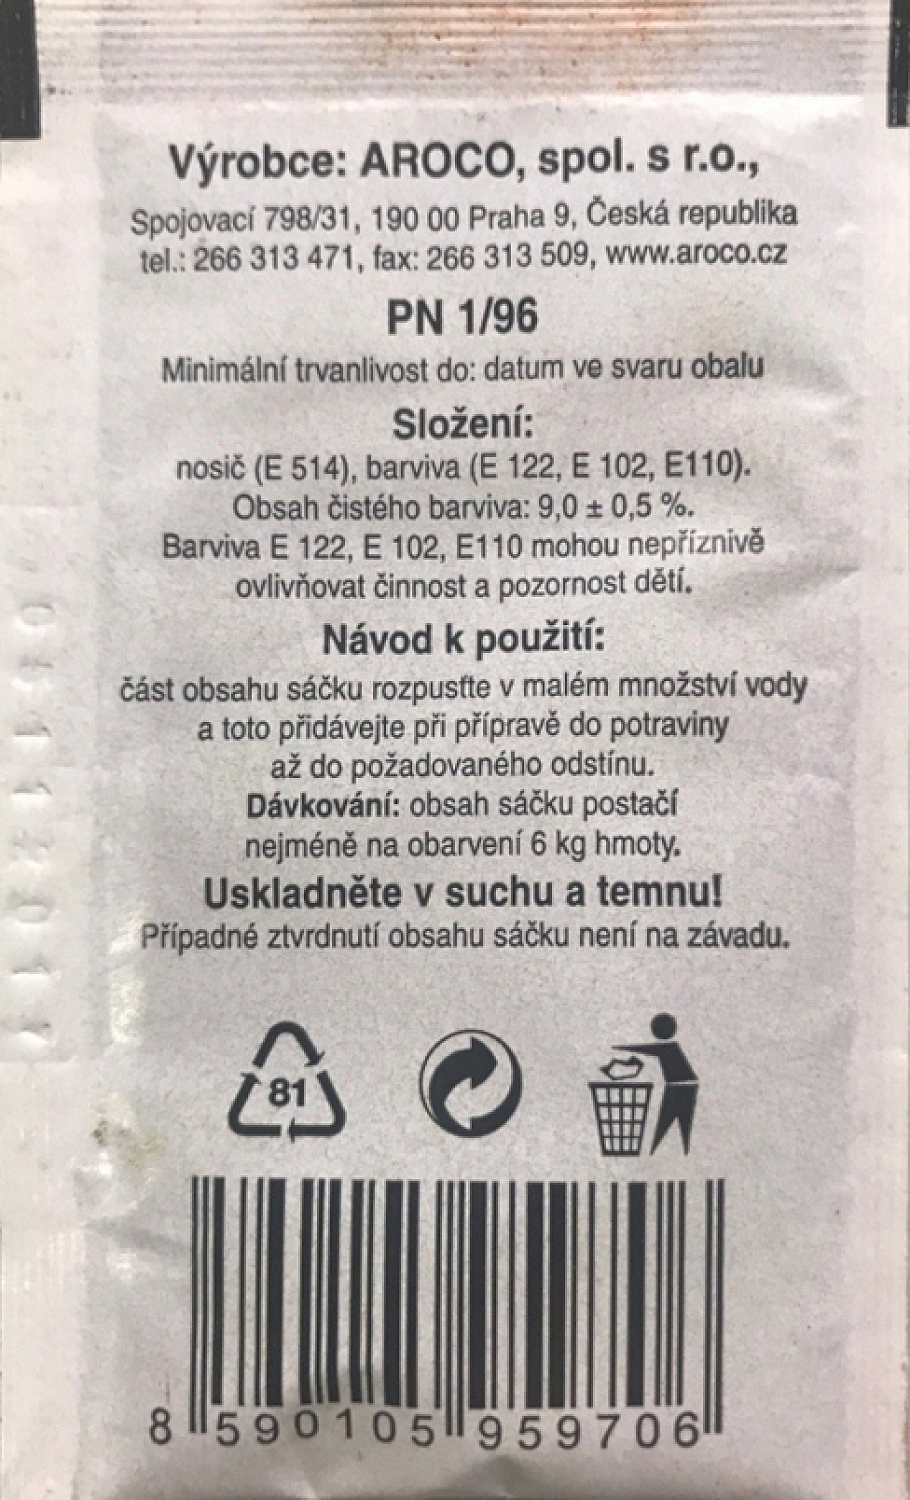 Výrobce: AROCO, spol. s r.o.,
Spojovací 798/31, 190 00 Praha 9, Česká republika
tel.: 266 313 471, fax: 266 313 509, www.aroco.cz
PN 1/96
Minimální trvanlivost do: datum ve svaru obalu
Složení:
nosič (E 514), barviva (E 122, E 102, E110).
Obsah čistého barviva: 9,0 ± 0,5 %.
Barviva E 122, E 102, E110 mohou nepříznivě
ovlivňovat činnost a pozornost dětí.
Návod k použití:
část obsahu sáčku rozpusťte v malém množství vody
a toto přidávejte při přípravě do potraviny
až do požadovaného odstínu.
Dávkování: obsah sáčku postačí
nejméně na obarvení 6 kg hmoty.
Uskladněte v suchu a temnu!
Případné ztvrdnutí obsahu sáčku není na závadu.
81
8 590105 959706